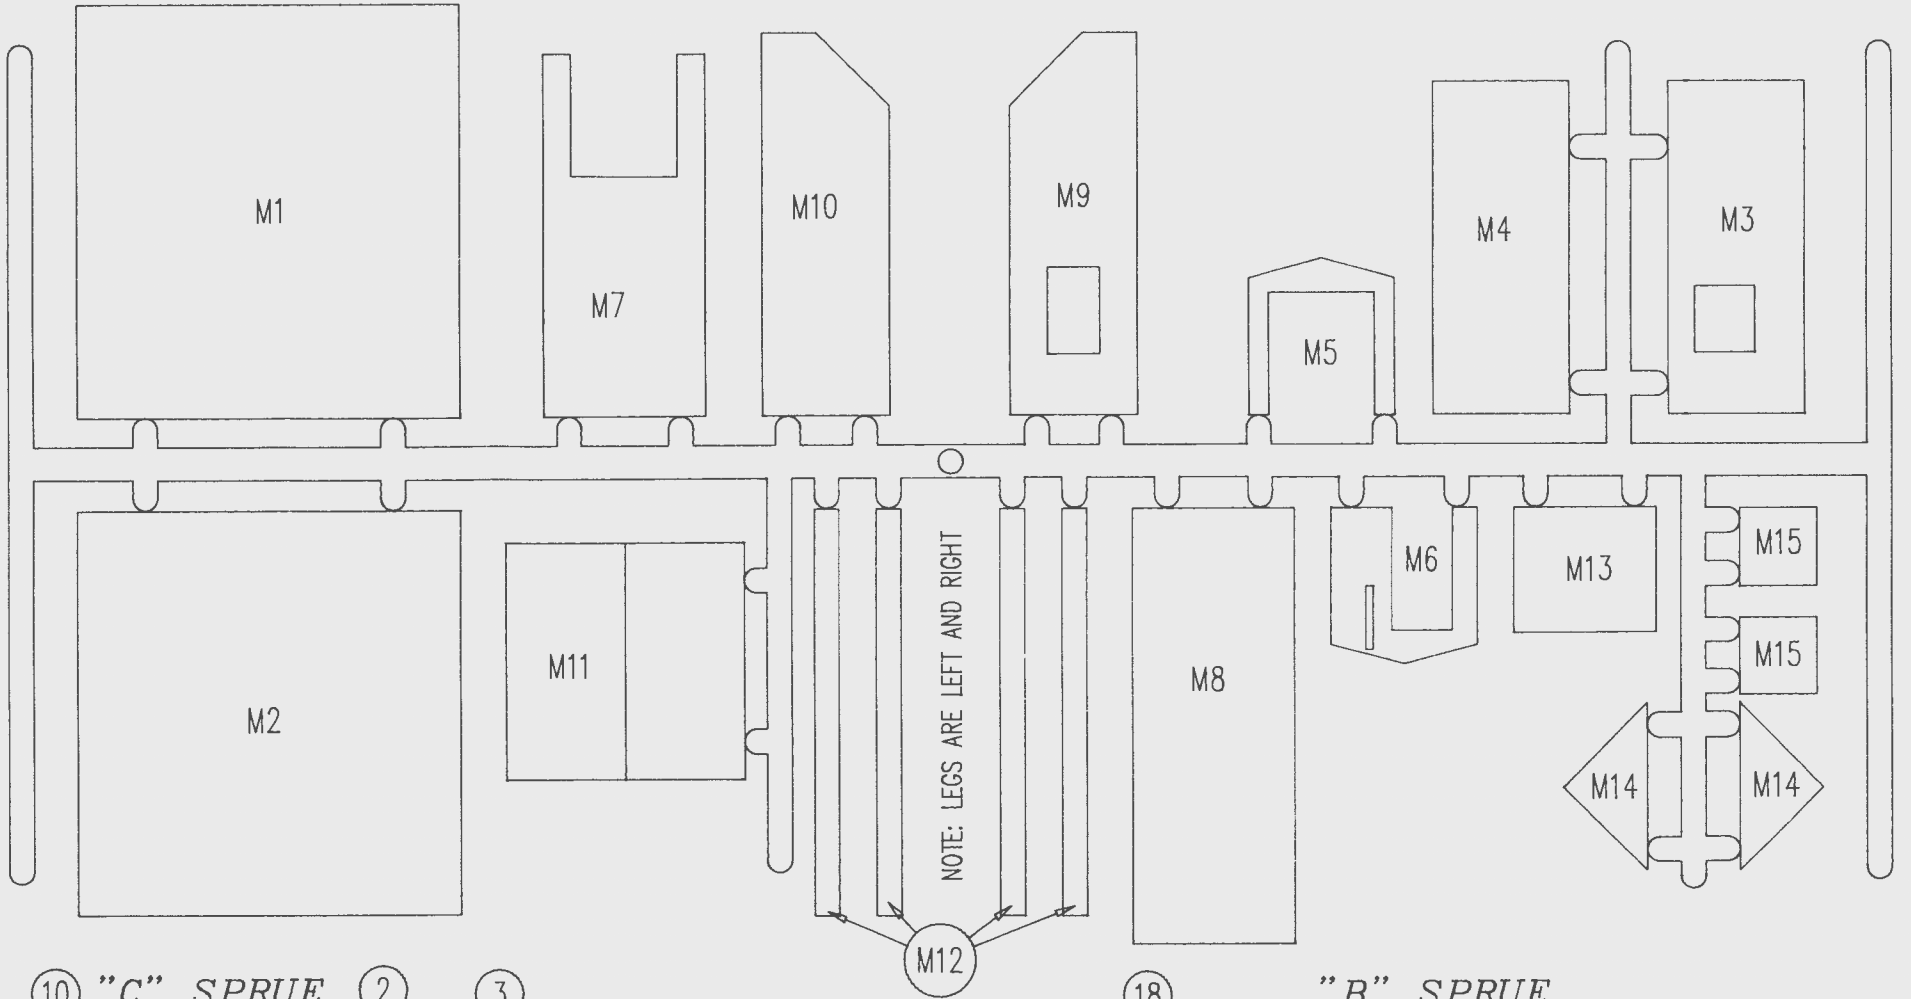 M1
M7
M10
M9
M5
M4
M3
M2
M11
NOTE: LEGS ARE LEFT AND RIGHT
M12
M8
M6
M13
M15
M15
M14
M14
10 "C" SPRUE 2 3
18 "B" SPRUE